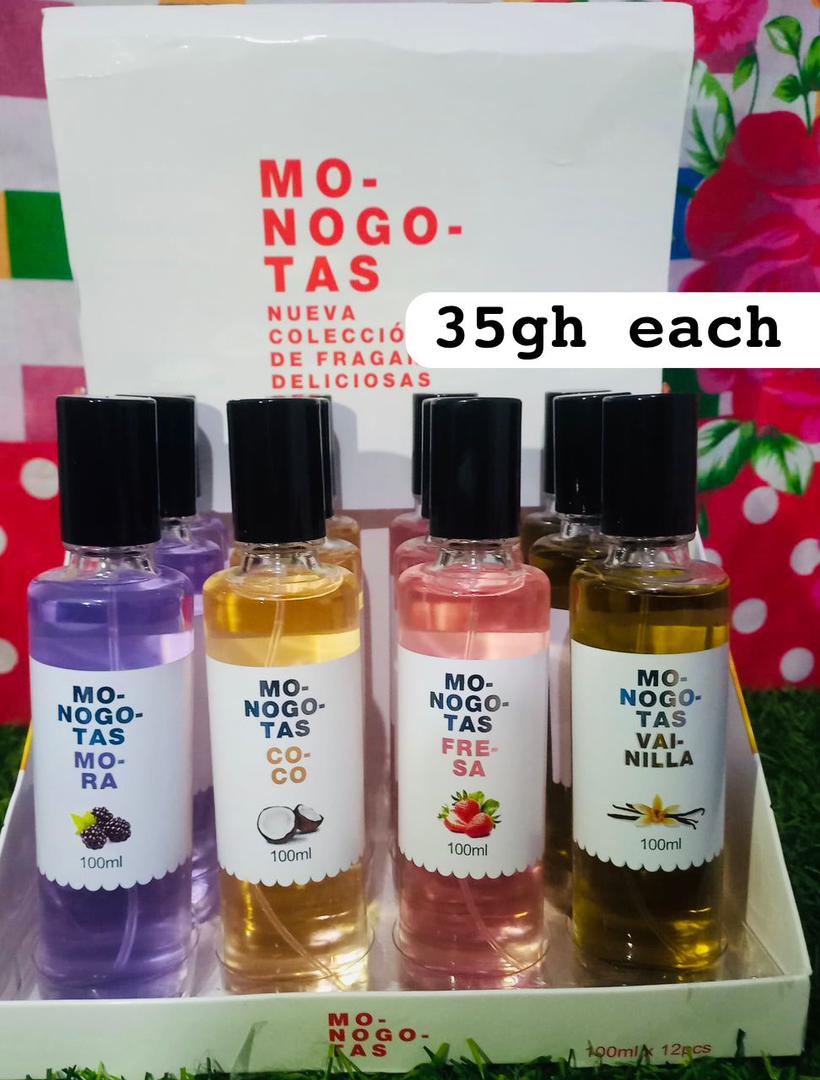 MO-
NOGO-
TAS
NUEVA
COLECCIÓ
DE FRAGA
DELICIOSAS
35gh each
MO-
NOGO-
TAS
MO-
RA
100ml
MO-
NOGO-
TAS
CO-
CO
100ml
MO-
NOGO-
TAS
FRE-
SA
100ml
MO-
NOGO-
TAS
VAI-
NILLA
100ml
MO-
NOGO-
TAS
100ml x 12pcs